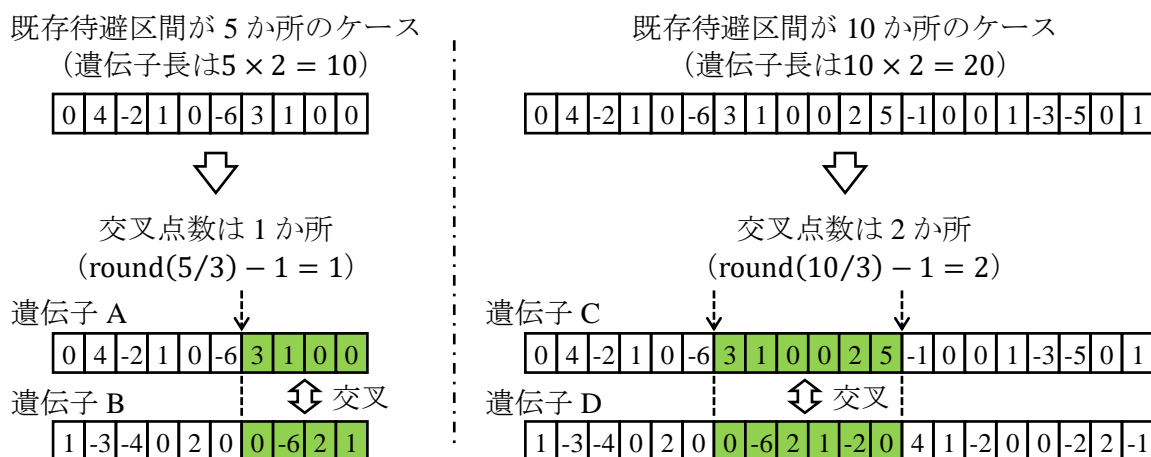 既存待避区間が 5 か所のケース
（遺伝子長は5 × 2 = 10）
0 4 -2 1 0 -6 3 1 0 0
交叉点数は 1 か所
（round(5/3) − 1 = 1）
遺伝子 A
0 4 -2 1 0 -6 3 1 0 0
交叉
遺伝子 B
1 -3 -4 0 2 0 0 -6 2 1
既存待避区間が 10 か所のケース
（遺伝子長は10 × 2 = 20）
0 4 -2 1 0 -6 3 1 0 0 2 5 -1 0 0 1 -3 -5 0 1
交叉点数は 2 か所
（round(10/3) − 1 = 2）
遺伝子 C
0 4 -2 1 0 -6 3 1 0 0 2 5 -1 0 0 1 -3 -5 0 1
交叉
遺伝子 D
1 -3 -4 0 2 0 0 -6 2 1 -2 0 4 1 -2 0 0 -2 2 -1